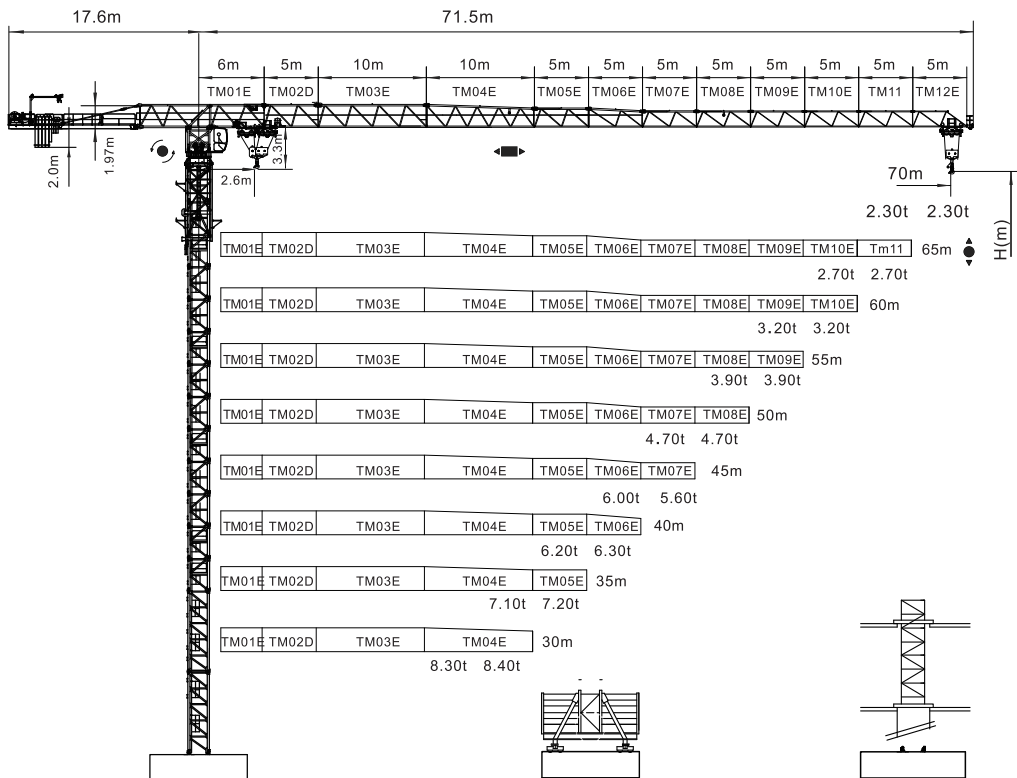 17.6m 71.5m
6m 5m 10m 10m 5m 5m 5m 5m 5m 5m 5m 5m
TM01E TM02D TM03E TM04E TM05E TM06E TM07E TM08E TM09E TM10E TM11 TM12E
2.0m
1.97m
3.3m
2.6m
70m
2.30t 2.30t
H(m)
TM01E TM02D TM03E TM04E TM05E TM06E TM07E TM08E TM09E TM10E Tm11 65m
2.70t 2.70t
TM01E TM02D TM03E TM04E TM05E TM06E TM07E TM08E TM09E TM10E 60m
3.20t 3.20t
TM01E TM02D TM03E TM04E TM05E TM06E TM07E TM08E TM09E 55m
3.90t 3.90t
TM01E TM02D TM03E TM04E TM05E TM06E TM07E TM08E 50m
4.70t 4.70t
TM01E TM02D TM03E TM04E TM05E TM06E TM07E 45m
6.00t 5.60t
TM01E TM02D TM03E TM04E TM05E TM06E 40m
6.20t 6.30t
TM01E TM02D TM03E TM04E TM05E 35m
7.10t 7.20t
TM01E TM02D TM03E TM04E 30m
8.30t 8.40t